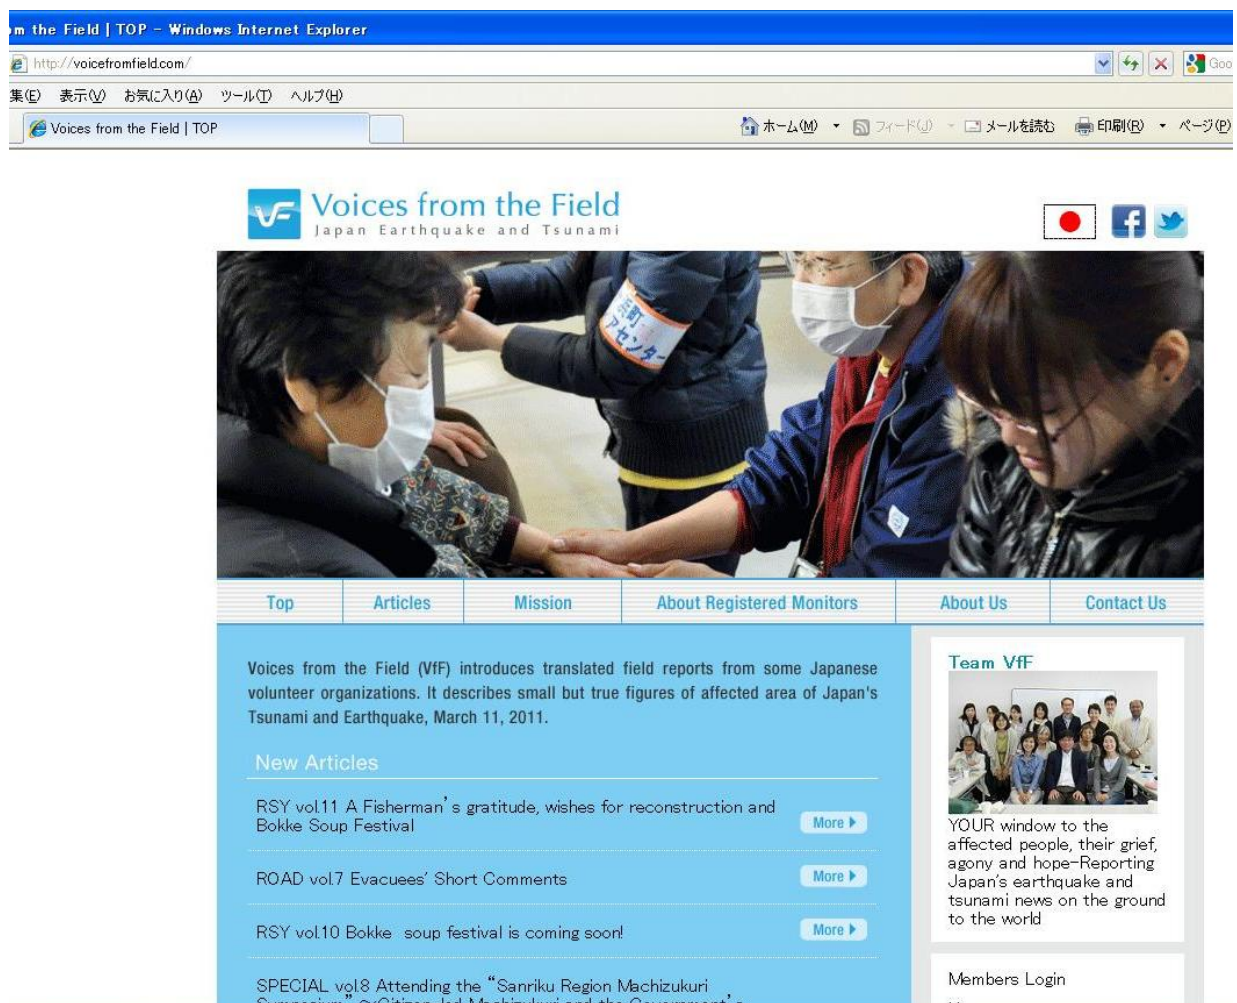 om the Field | TOP - Windows Internet Explorer
http://voicefromfield.com/
集(E) 表示(V) お気に入り(A) ツール(T) ヘルプ(H)
Voices from the Field | TOP
ホーム(M) フィード(J) メールを読む 印刷(R) ページ(P)
VF Voices from the Field
Japan Earthquake and Tsunami
町
アセンター
Top Articles Mission About Registered Monitors About Us Contact Us
Voices from the Field (VfF) introduces translated field reports from some Japanese
volunteer organizations. It describes small but true figures of affected area of Japan's
Tsunami and Earthquake, March 11, 2011.
New Articles
RSY vol.11 A Fisherman's gratitude, wishes for reconstruction and
Bokke Soup Festival
More
ROAD vol.7 Evacuees' Short Comments
More
RSY vol.10 Bokke soup festival is coming soon!
More
SPECIAL vol.8 Attending the "Sanriku Region Machizukuri
Team VfF
YOUR window to the
affected people, their grief,
agony and hope-Reporting
Japan's earthquake and
tsunami news on the ground
to the world
Members Login